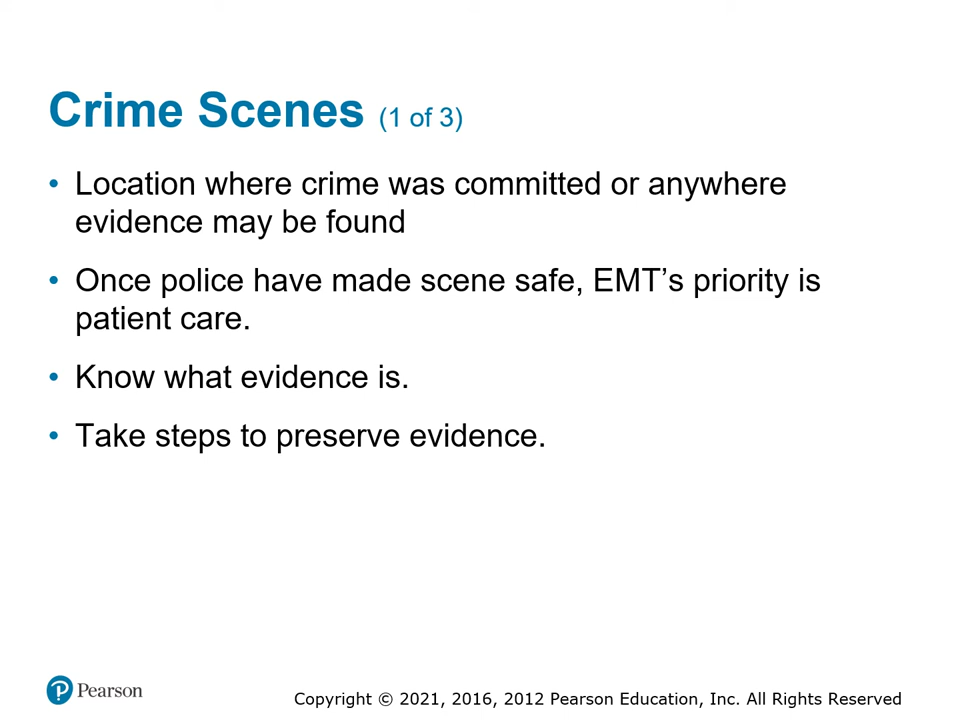 Crime Scenes (1 of 3)
• Location where crime was committed or anywhere
evidence may be found
• Once police have made scene safe, EMT’s priority is
patient care.
• Know what evidence is.
• Take steps to preserve evidence.
Pearson
Copyright © 2021, 2016, 2012 Pearson Education, Inc. All Rights Reserved